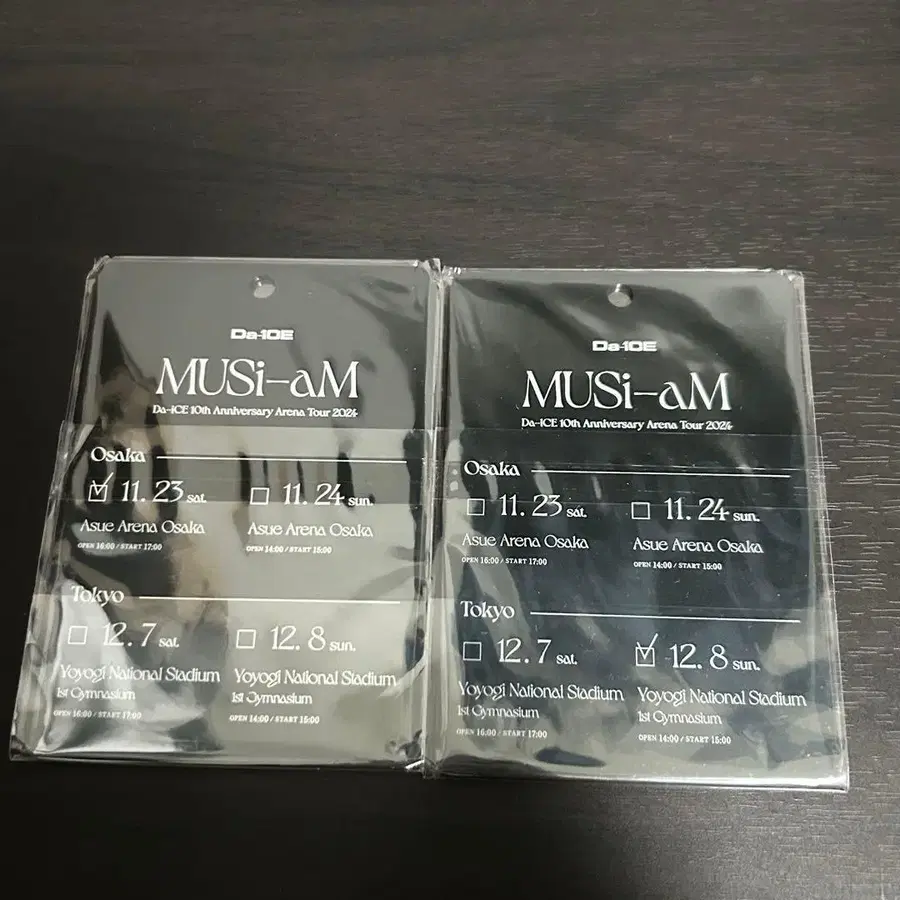 Da-iCE
MUSi-aM
Da-iCE 10th Anniversary Arena Tour 2024
Osaka
☑ 11. 23 sat.
Asue Arena Osaka
OPEN 16:00 / START 17:00
☐ 11. 24 sun.
Asue Arena Osaka
OPEN 14:00 / START 15:00
Tokyo
☐ 12. 7 sat.
Yoyogi National Stadium
1st Gymnasium
OPEN 16:00 / START 17:00
☐ 12. 8 sun.
Yoyogi National Stadium
1st Gymnasium
OPEN 14:00 / START 15:00
Da-iCE
MUSi-aM
Da-iCE 10th Anniversary Arena Tour 2024
Osaka
☐ 11. 23 sat.
Asue Arena Osaka
OPEN 16:00 / START 17:00
☐ 11. 24 sun.
Asue Arena Osaka
OPEN 14:00 / START 15:00
Tokyo
☐ 12. 7 sat.
Yoyogi National Stadium
1st Gymnasium
OPEN 16:00 / START 17:00
☑ 12. 8 sun.
Yoyogi National Stadium
1st Gymnasium
OPEN 14:00 / START 15:00